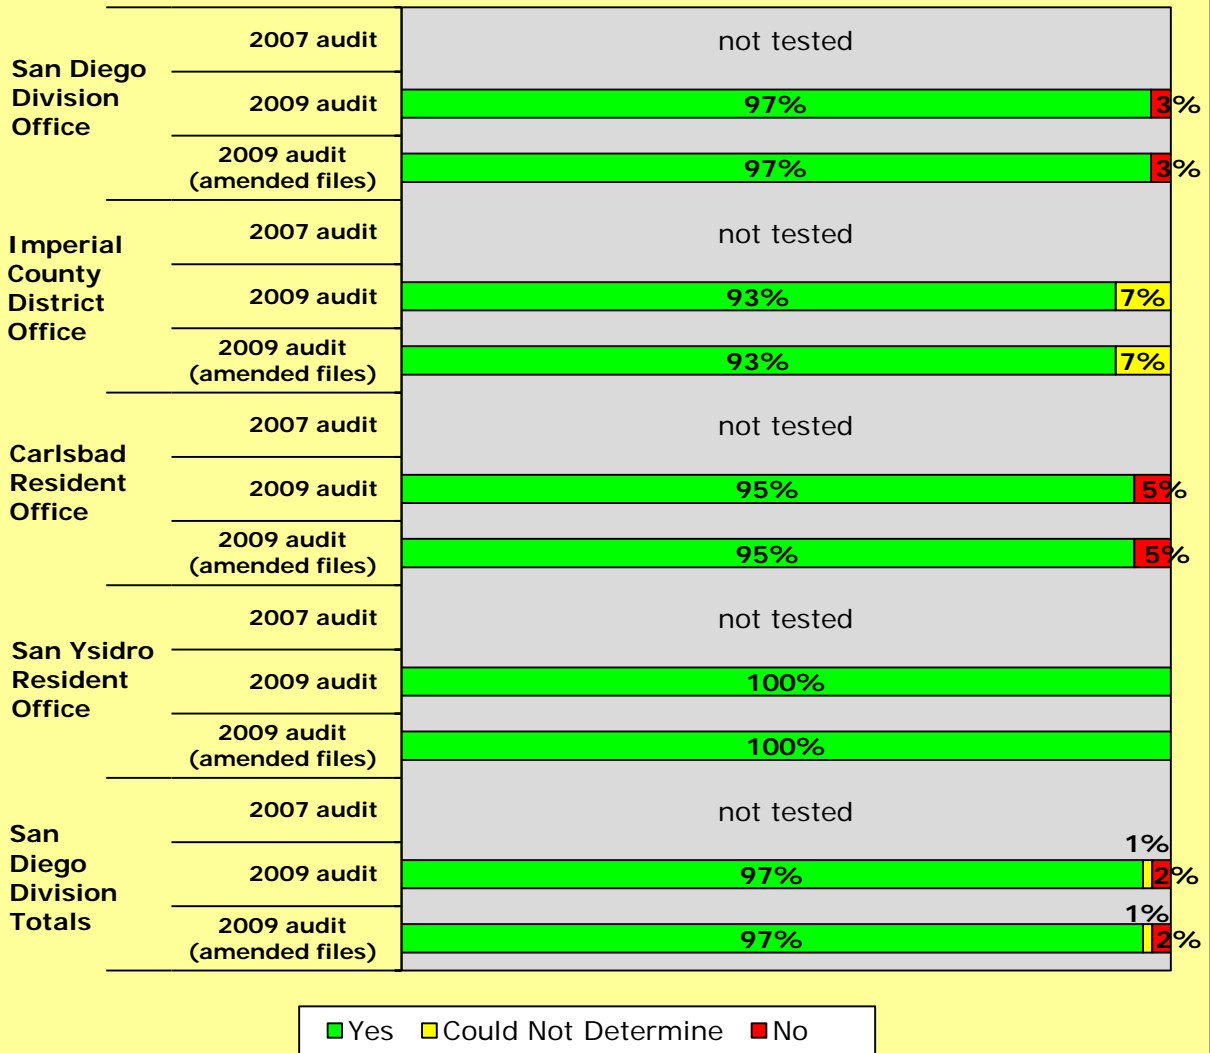 San Diego
Division
Office
2007 audit
not tested
2009 audit
97%
3%
2009 audit
(amended files)
97%
3%
Imperial
County
District
Office
2007 audit
not tested
2009 audit
93%
7%
2009 audit
(amended files)
93%
7%
Carlsbad
Resident
Office
2007 audit
not tested
2009 audit
95%
5%
2009 audit
(amended files)
95%
5%
San Ysidro
Resident
Office
2007 audit
not tested
2009 audit
100%
2009 audit
(amended files)
100%
San
Diego
Division
Totals
2007 audit
not tested
2009 audit
97%
1%
2%
2009 audit
(amended files)
97%
1%
2%
Yes Could Not Determine No